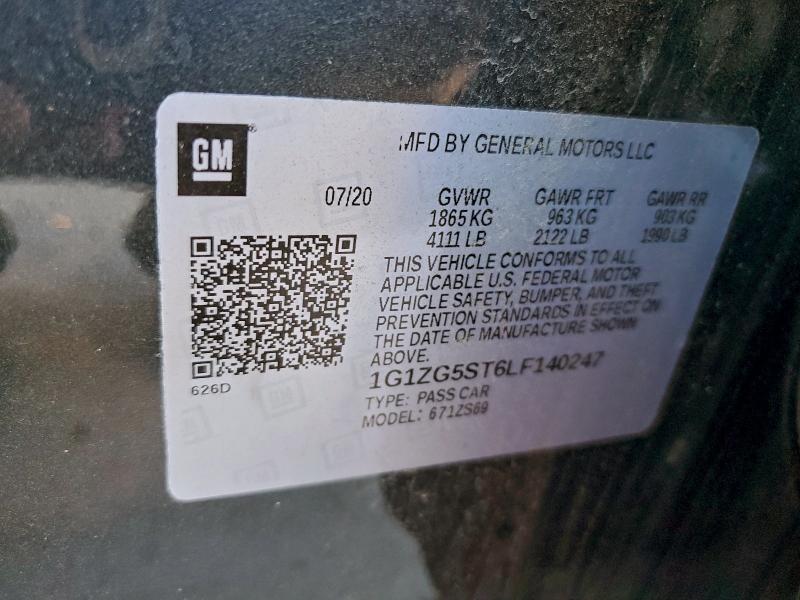 GM
MFD BY GENERAL MOTORS LLC
07/20 GVWR GAWR FRT GAWR RR
1865 KG 963 KG 903 KG
4111 LB 2122 LB 1990 LB
THIS VEHICLE CONFORMS TO ALL
APPLICABLE U.S. FEDERAL MOTOR
VEHICLE SAFETY, BUMPER, AND THEFT
PREVENTION STANDARDS IN EFFECT ON
THE DATE OF MANUFACTURE SHOWN
ABOVE.
626D
1G1ZG5ST6LF140247
TYPE: PASS CAR
MODEL: 671ZS69